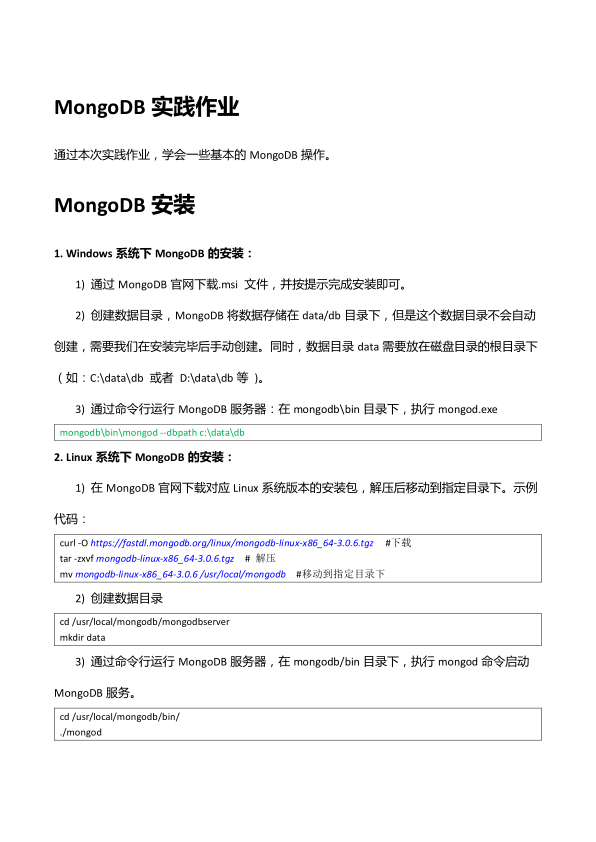 MongoDB 实践作业
通过本次实践作业，学会一些基本的 MongoDB 操作。
MongoDB 安装
1. Windows 系统下 MongoDB 的安装：
1) 通过 MongoDB 官网下载.msi 文件，并按提示完成安装即可。
2) 创建数据目录，MongoDB 将数据存储在 data/db 目录下，但是这个数据目录不会自动
创建，需要我们在安装完毕后手动创建。同时，数据目录 data 需要放在磁盘目录的根目录下
（如：C:\data\db 或者 D:\data\db 等 )。
3) 通过命令行运行 MongoDB 服务器：在 mongodb\bin 目录下，执行 mongod.exe
mongodb\bin\mongod --dbpath c:\data\db
2. Linux 系统下 MongoDB 的安装：
1) 在 MongoDB 官网下载对应 Linux 系统版本的安装包，解压后移动到指定目录下。示例
代码：
curl -O https://fastdl.mongodb.org/linux/mongodb-linux-x86_64-3.0.6.tgz #下载
tar -zxvf mongodb-linux-x86_64-3.0.6.tgz # 解压
mv mongodb-linux-x86_64-3.0.6 /usr/local/mongodb #移动到指定目录下
2) 创建数据目录
cd /usr/local/mongodb/mongodbserver
mkdir data
3) 通过命令行运行 MongoDB 服务器，在 mongodb/bin 目录下，执行 mongod 命令启动
MongoDB 服务。
cd /usr/local/mongodb/bin/
./mongod